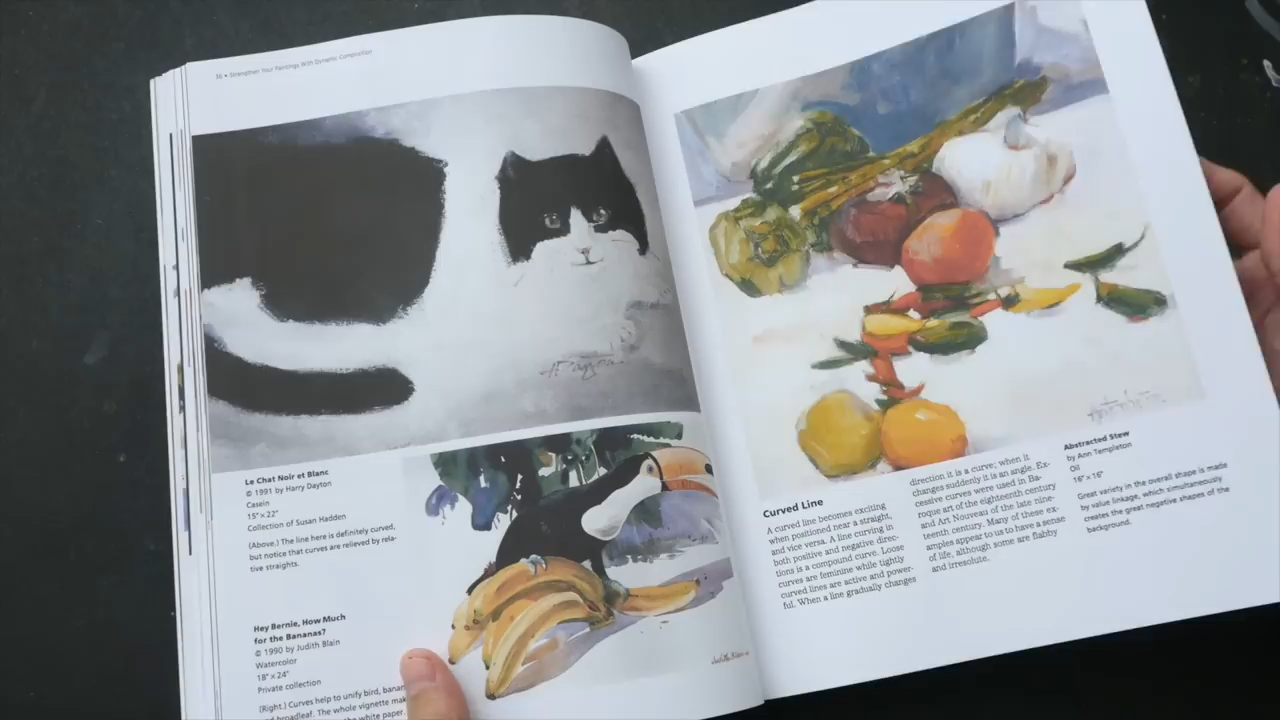 16 • Strengthen Your Paintings With Dynamic Composition
H. Dayton
Le Chat Noir et Blanc
© 1991 by Harry Dayton
Casein
15" × 22"
Collection of Susan Hadden
(Above.) The line here is definitely curved,
but notice that curves are relieved by rela-
tive straights.
Hey Bernie, How Much
for the Bananas?
© 1990 by Judith Blain
Watercolor
18" × 24"
Private collection
(Right.) Curves help to unify bird, banan
broadleaf. The whole vignette mak
the white paper
Judith Blain
Curved Line
A curved line becomes exciting
when positioned near a straight,
and vice versa. A line curving in
both positive and negative direc-
tions is a compound curve. Loose
curves are feminine while tightly
curved lines are active and power-
ful. When a line gradually changes
direction it is a curve; when it
changes suddenly it is an angle. Ex-
cessive curves were used in Ba-
roque art of the eighteenth century
and Art Nouveau of the late nine-
teenth century. Many of these ex-
amples appear to us to have a sense
of life, although some are flabby
and irresolute.
Abstracted Stew
by Ann Templeton
Oil
16" × 16"
Great variety in the overall shape is made
by value linkage, which simultaneously
creates the great negative shapes of the
background.